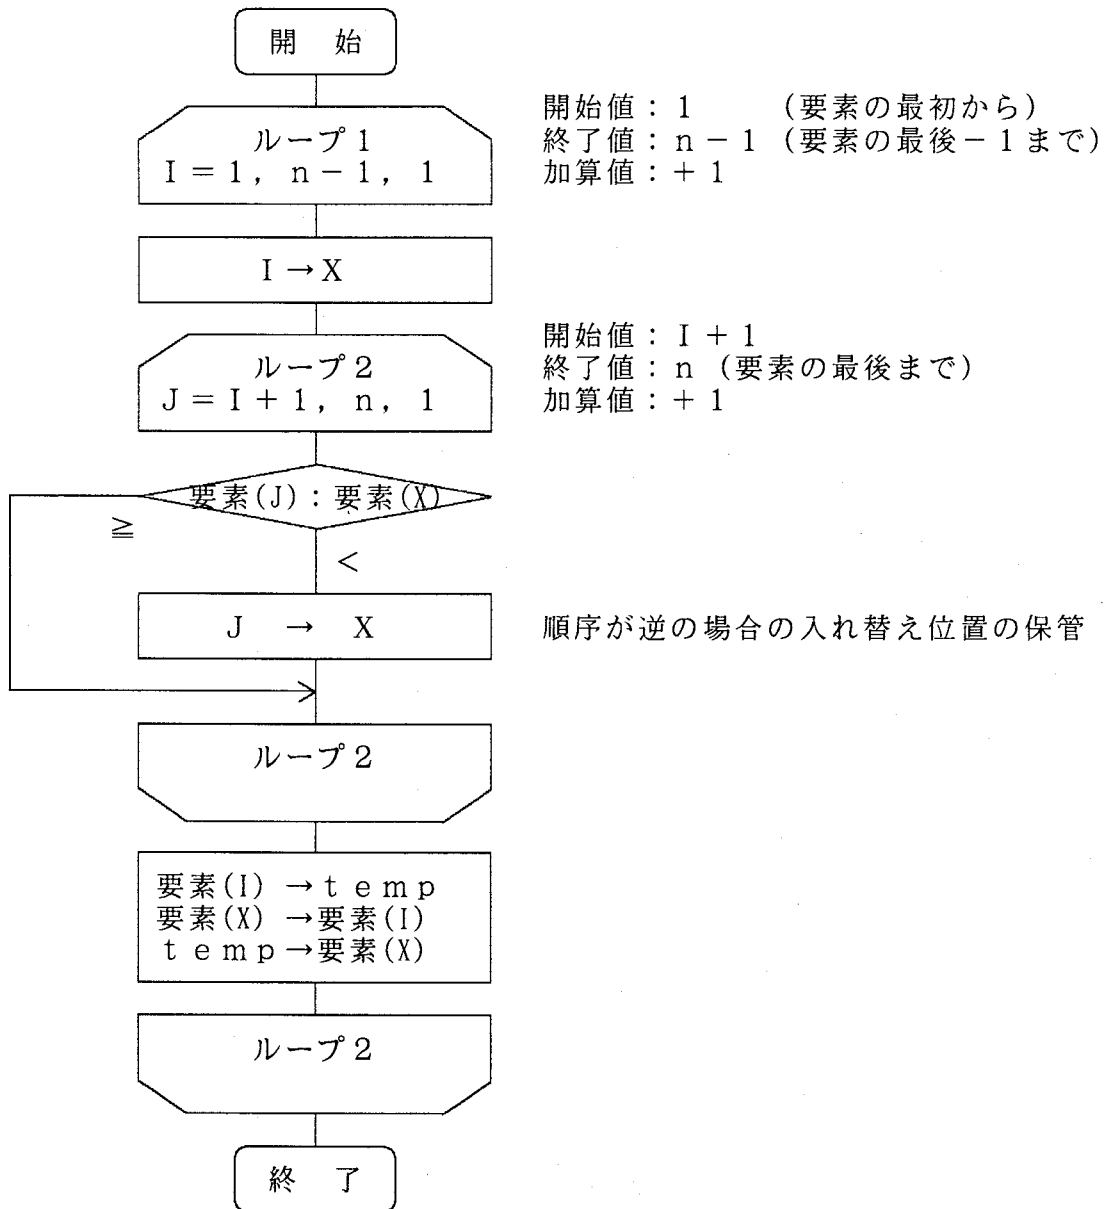 開　始
ループ１
Ｉ＝１，ｎ－１，１
開始値：１　　（要素の最初から）
終了値：ｎ－１（要素の最後－１まで）
加算値：＋１
Ｉ→Ｘ
ループ２
Ｊ＝Ｉ＋１，ｎ，１
開始値：Ｉ＋１
終了値：ｎ（要素の最後まで）
加算値：＋１
要素(J)：要素(X)
≧
＜
Ｊ　→　Ｘ
順序が逆の場合の入れ替え位置の保管
ループ２
要素(I)→ｔｅｍｐ
要素(X)→要素(I)
ｔｅｍｐ→要素(X)
ループ２
終　了